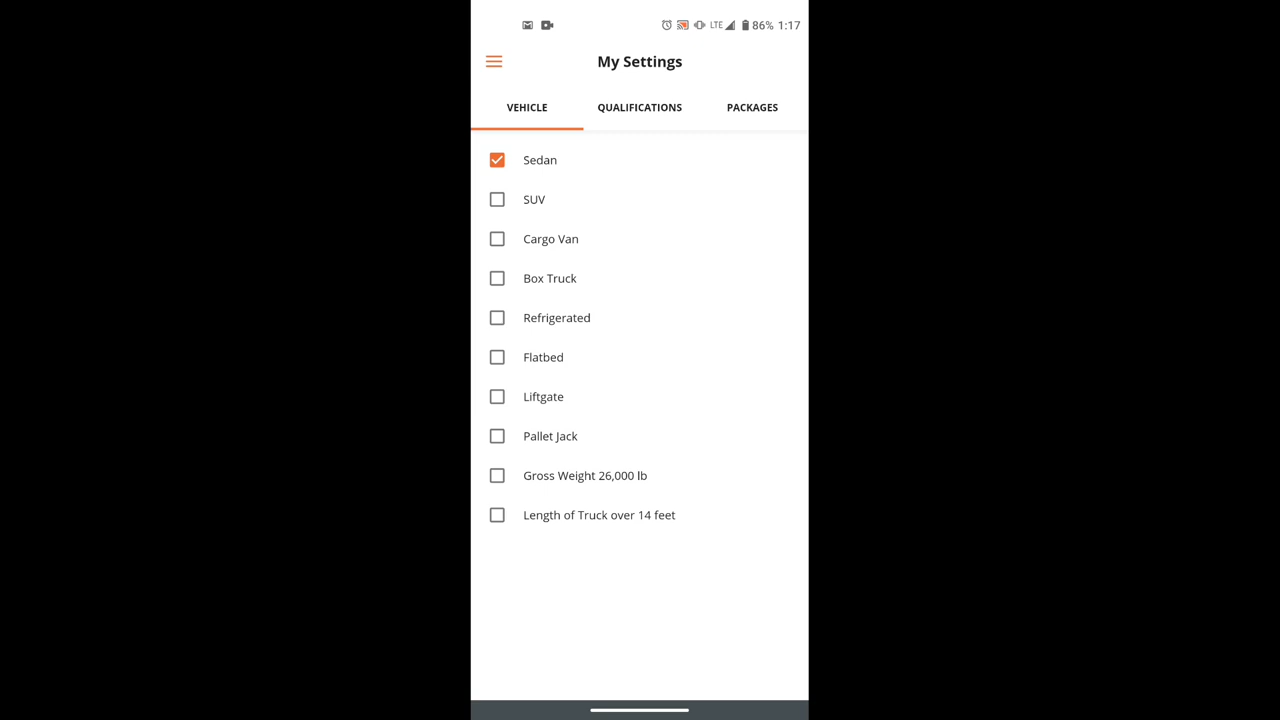 LTE 86% 1:17
My Settings
VEHICLE QUALIFICATIONS PACKAGES
Sedan
SUV
Cargo Van
Box Truck
Refrigerated
Flatbed
Liftgate
Pallet Jack
Gross Weight 26,000 lb
Length of Truck over 14 feet